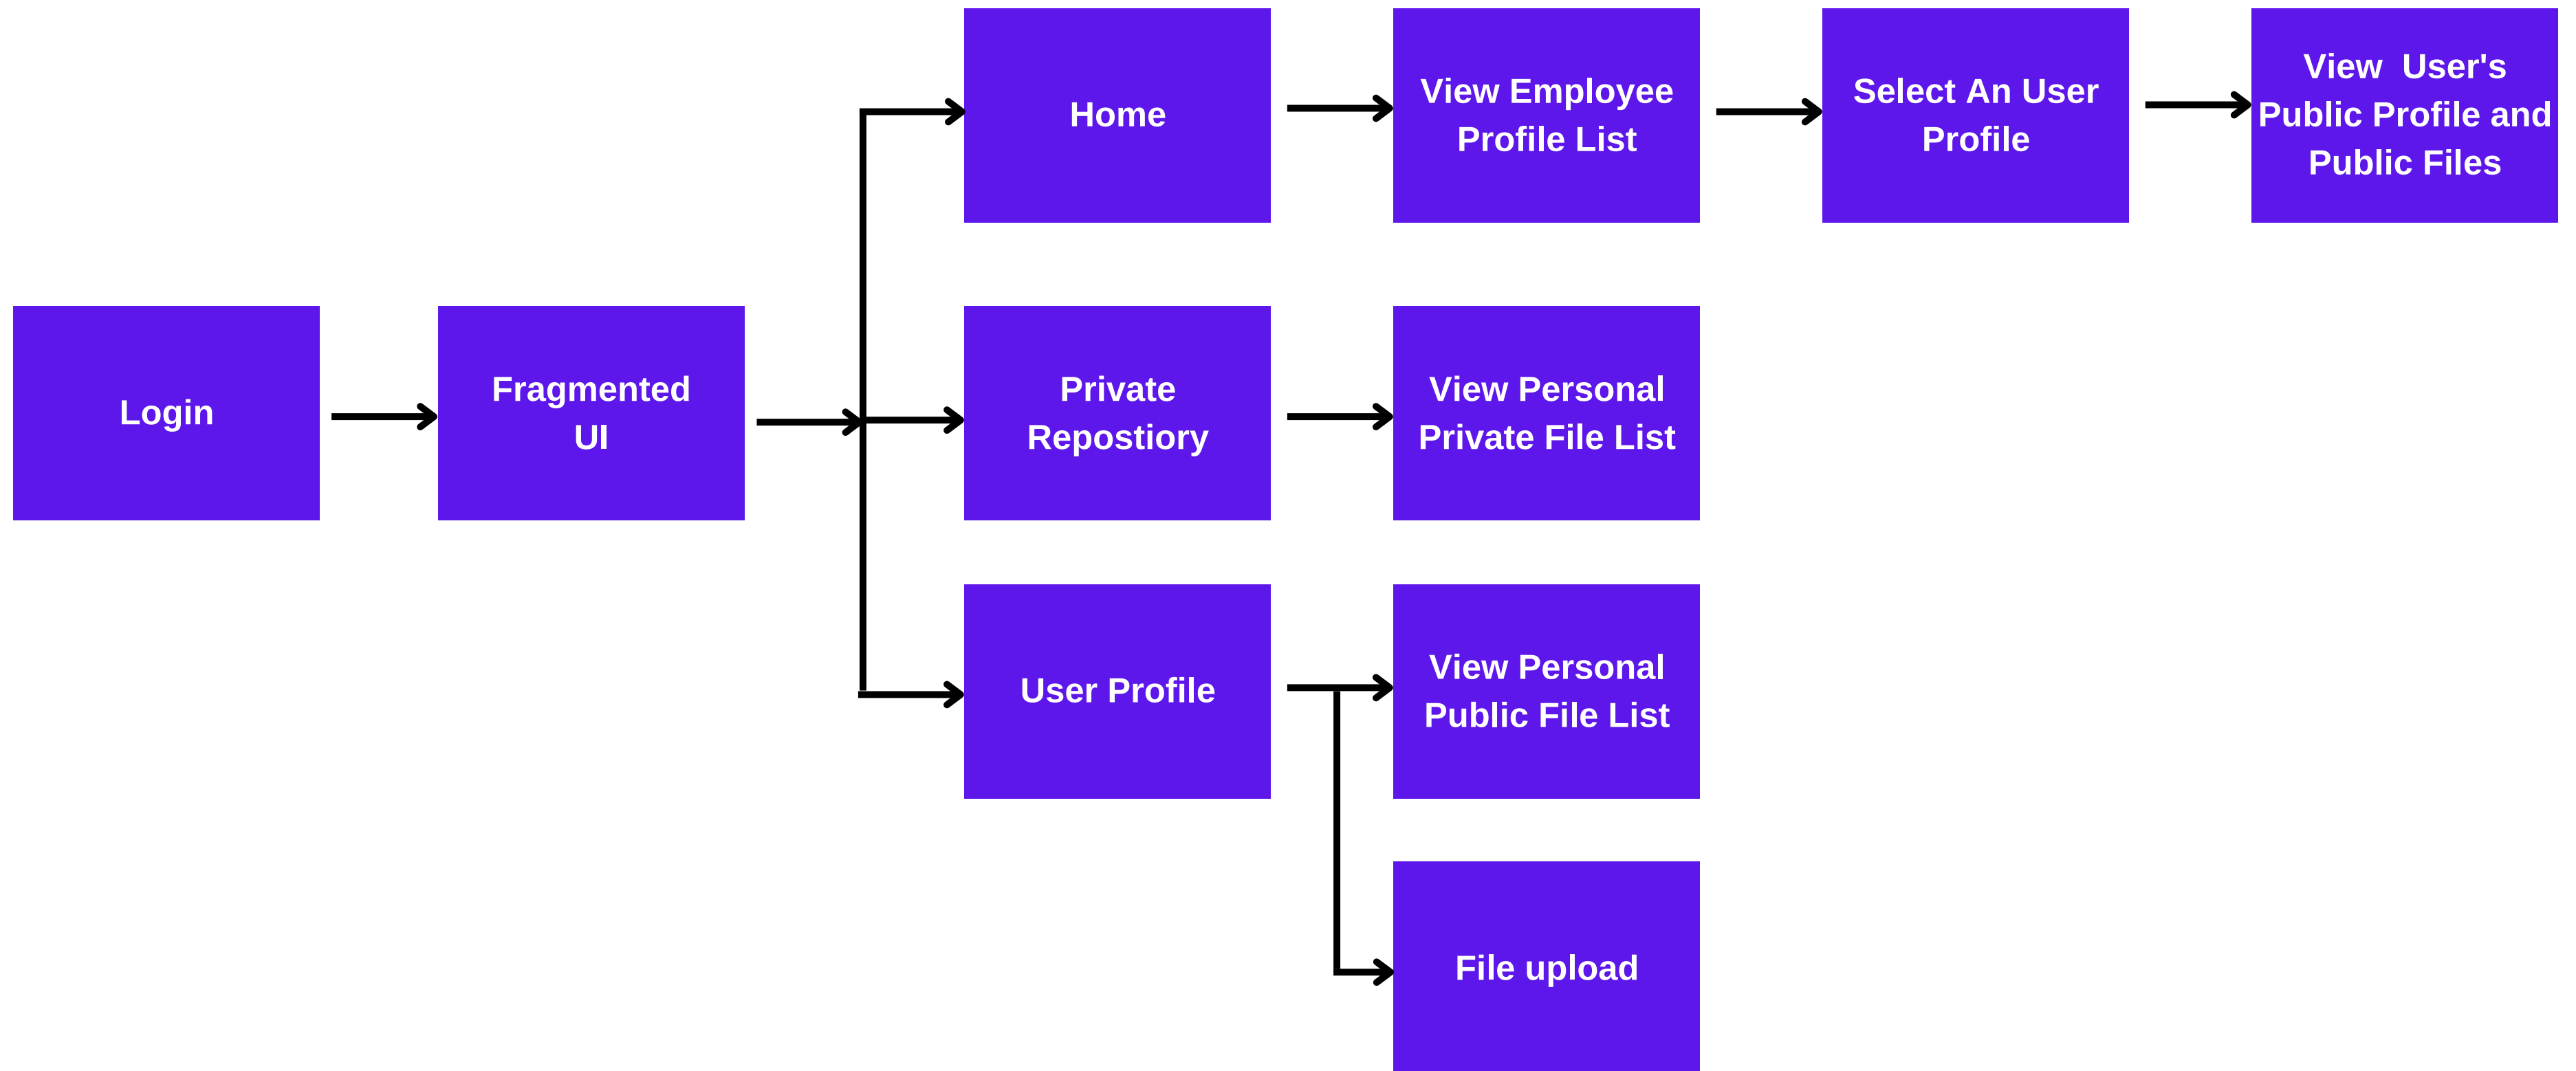 Home
View Employee
Profile List
Select An User
Profile
View  User's
Public Profile and
Public Files
Login
Fragmented
UI
Private
Repostiory
View Personal
Private File List
User Profile
View Personal
Public File List
File upload